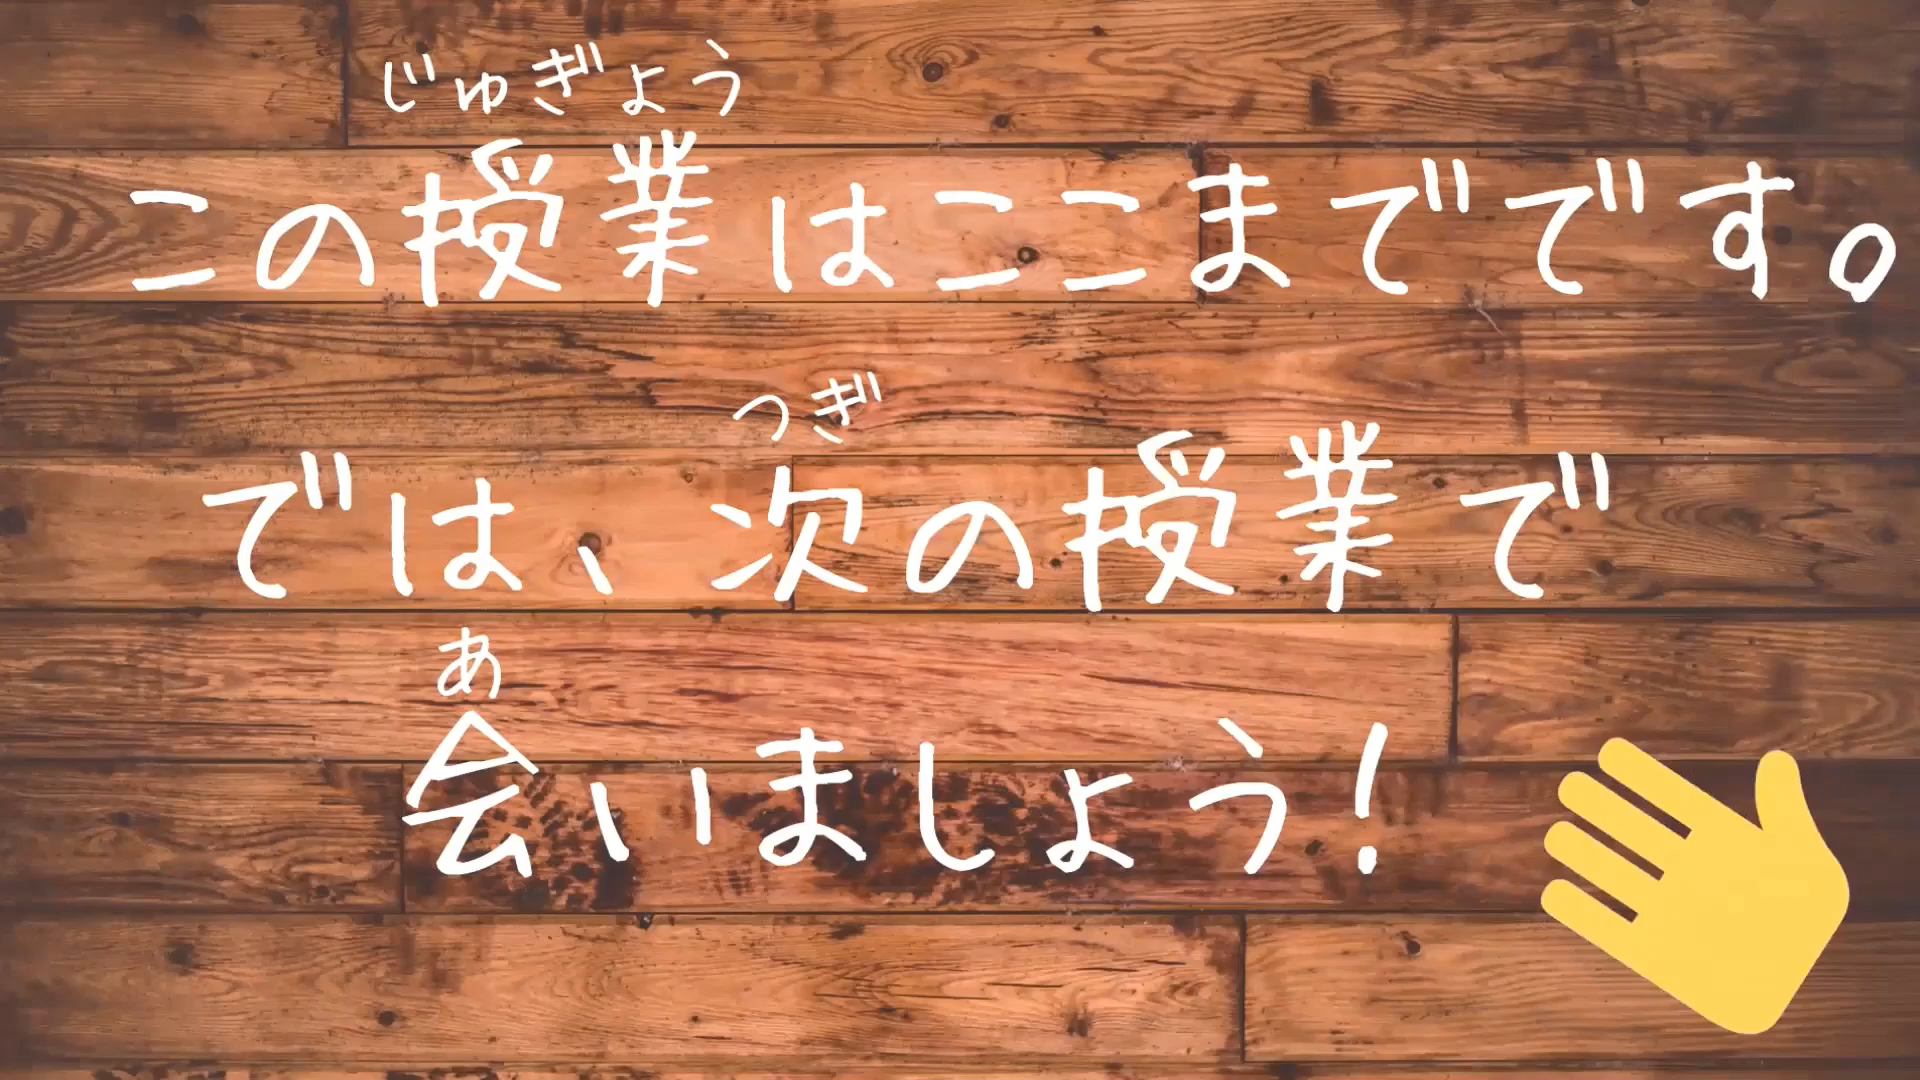 じゅぎょう
この授業はここまでです。
つぎ
では、次の授業で
あ
会いましょう!